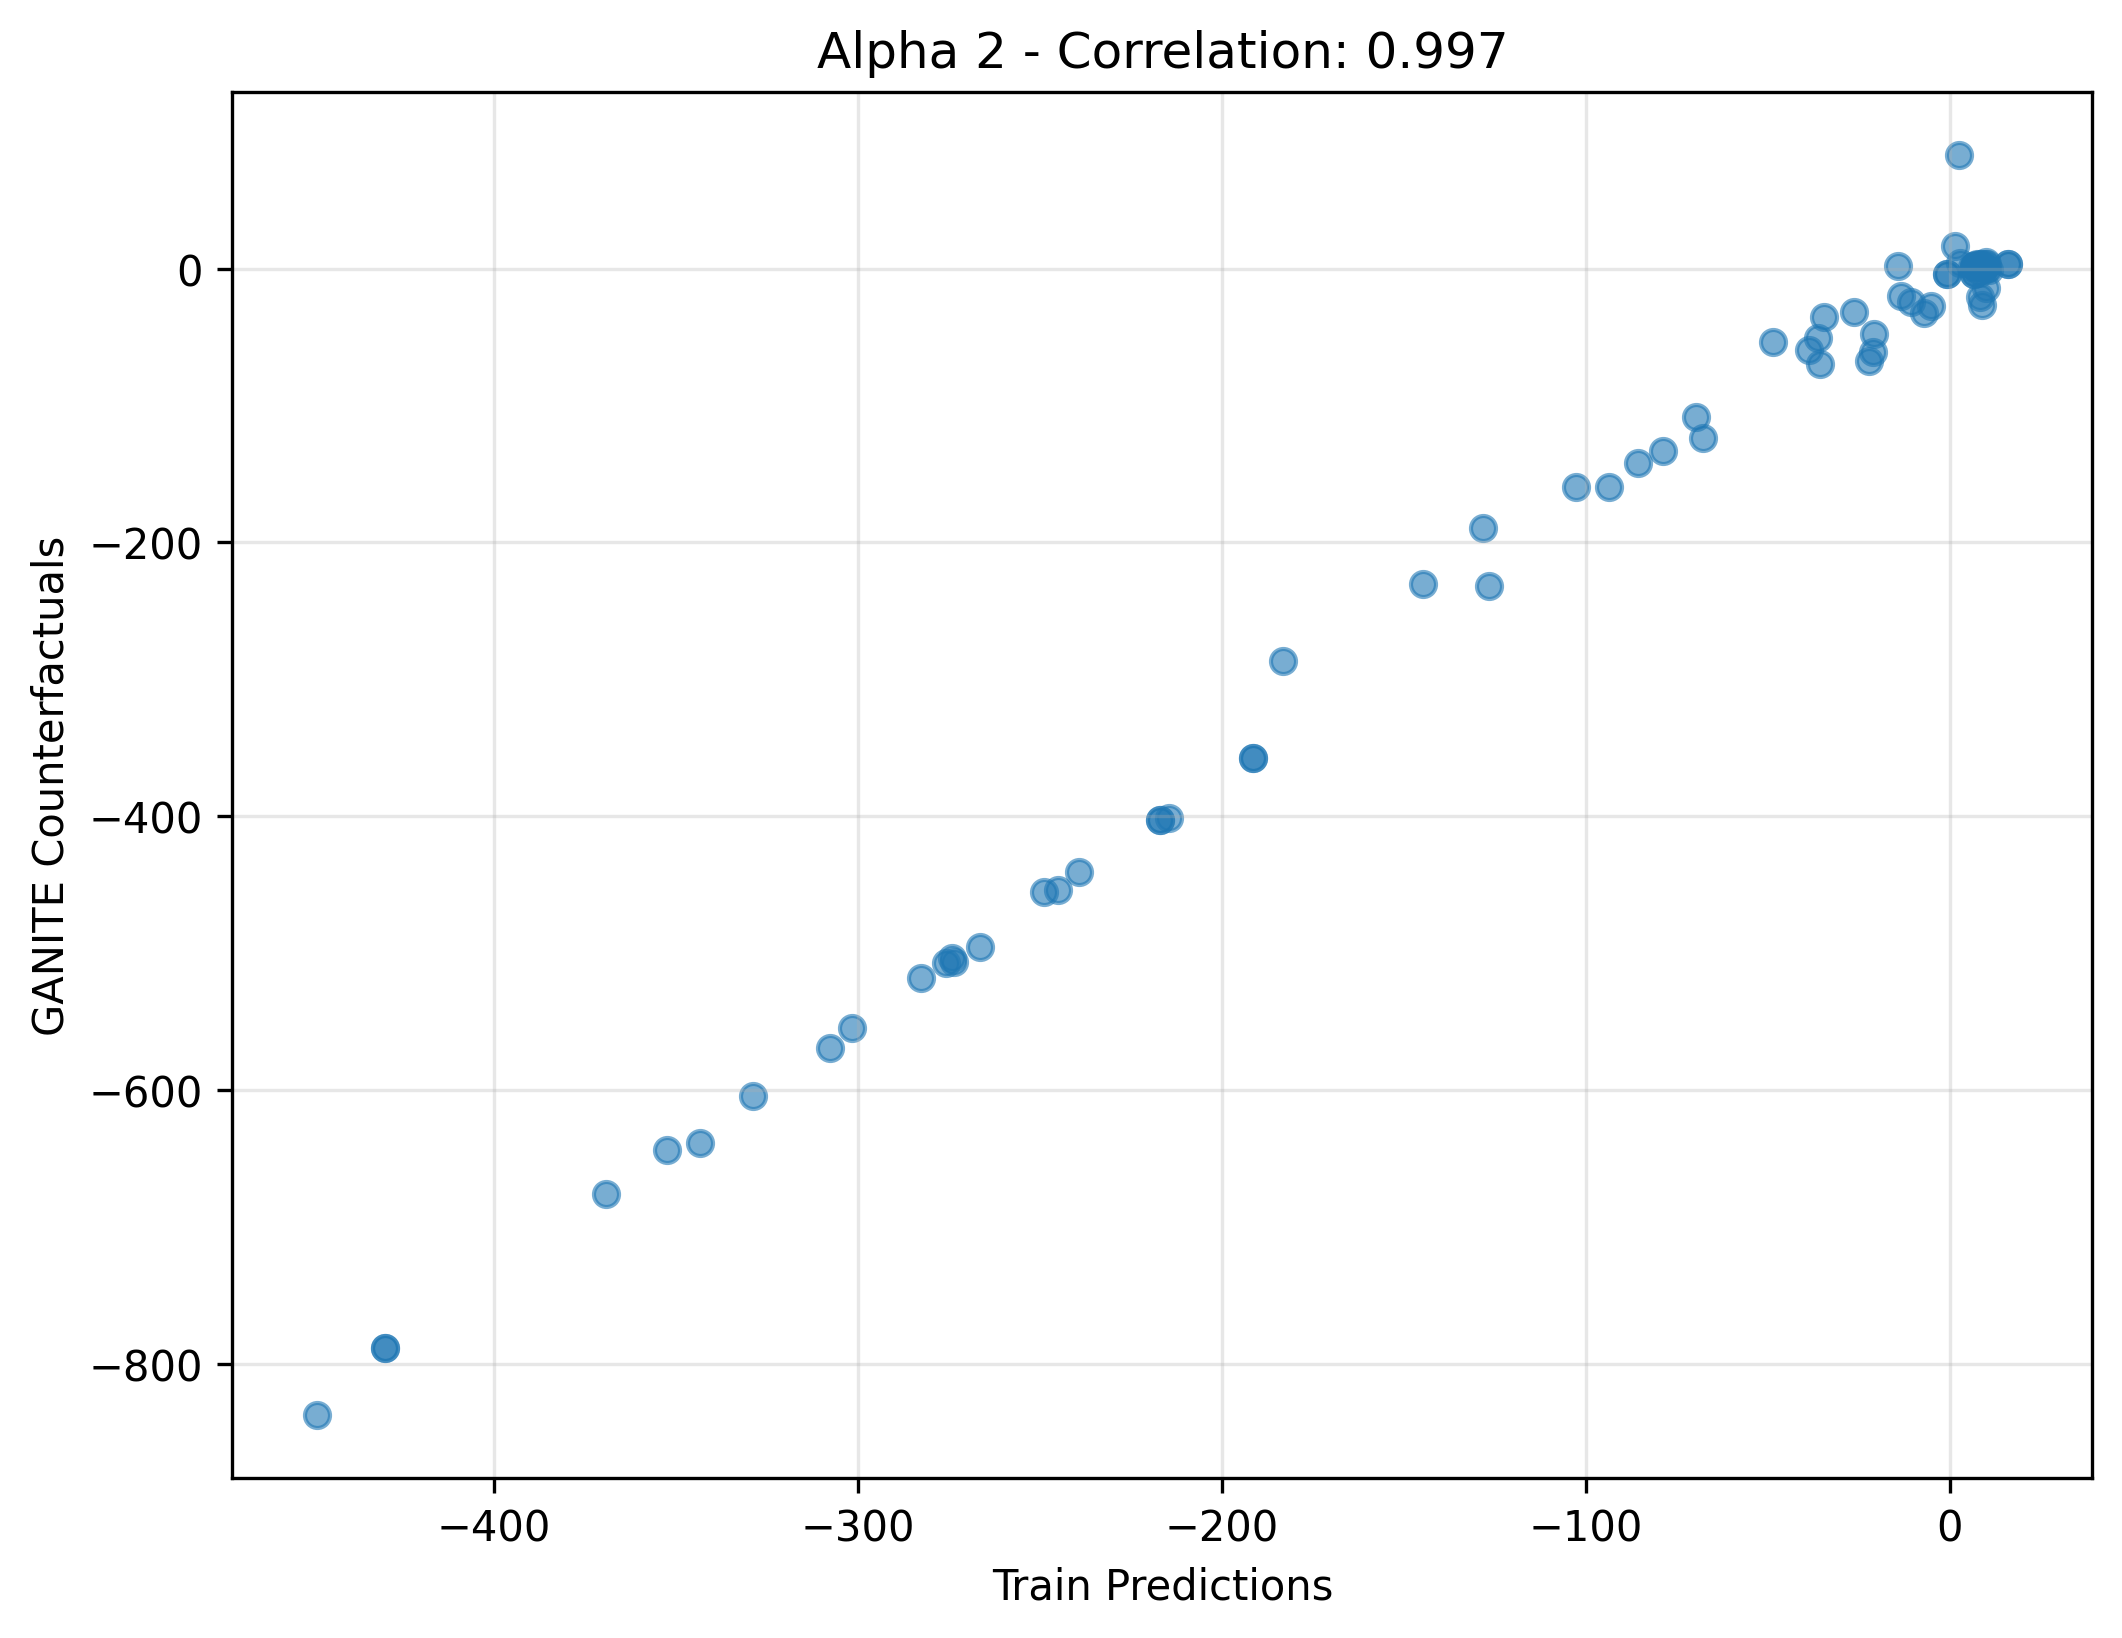 Alpha 2 - Correlation: 0.997
GANITE Counterfactuals
0
−200
−400
−600
−800
−400 −300 −200 −100 0
Train Predictions